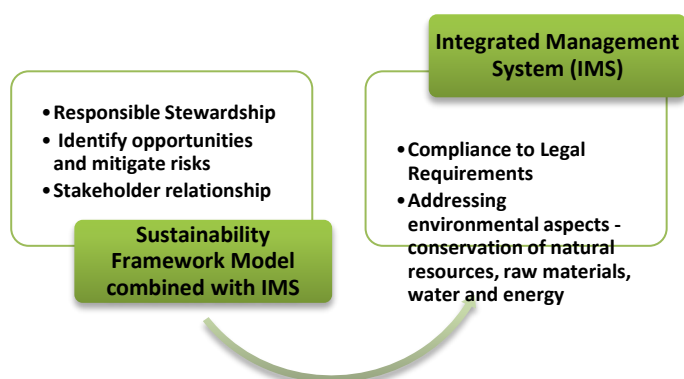 •Responsible Stewardship
• Identify opportunities
and mitigate risks
•Stakeholder relationship
Sustainability
Framework Model
combined with IMS
Integrated Management
System (IMS)
•Compliance to Legal
Requirements
•Addressing
environmental aspects -
conservation of natural
resources, raw materials,
water and energy